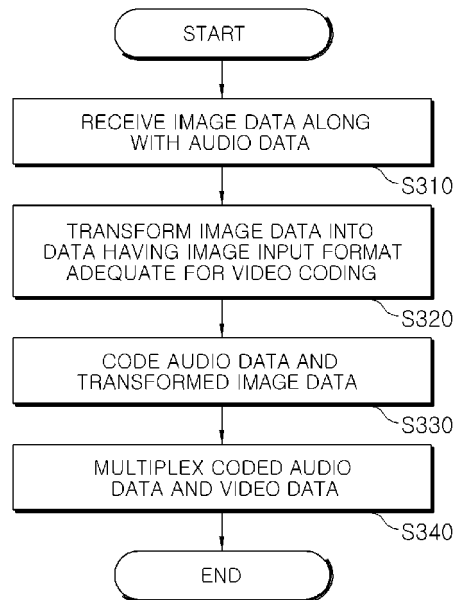 START
RECEIVE IMAGE DATA ALONG
WITH AUDIO DATA
S310
TRANSFORM IMAGE DATA INTO
DATA HAVING IMAGE INPUT FORMAT
ADEQUATE FOR VIDEO CODING
S320
CODE AUDIO DATA AND
TRANSFORMED IMAGE DATA
S330
MULTIPLEX CODED AUDIO
DATA AND VIDEO DATA
S340
END